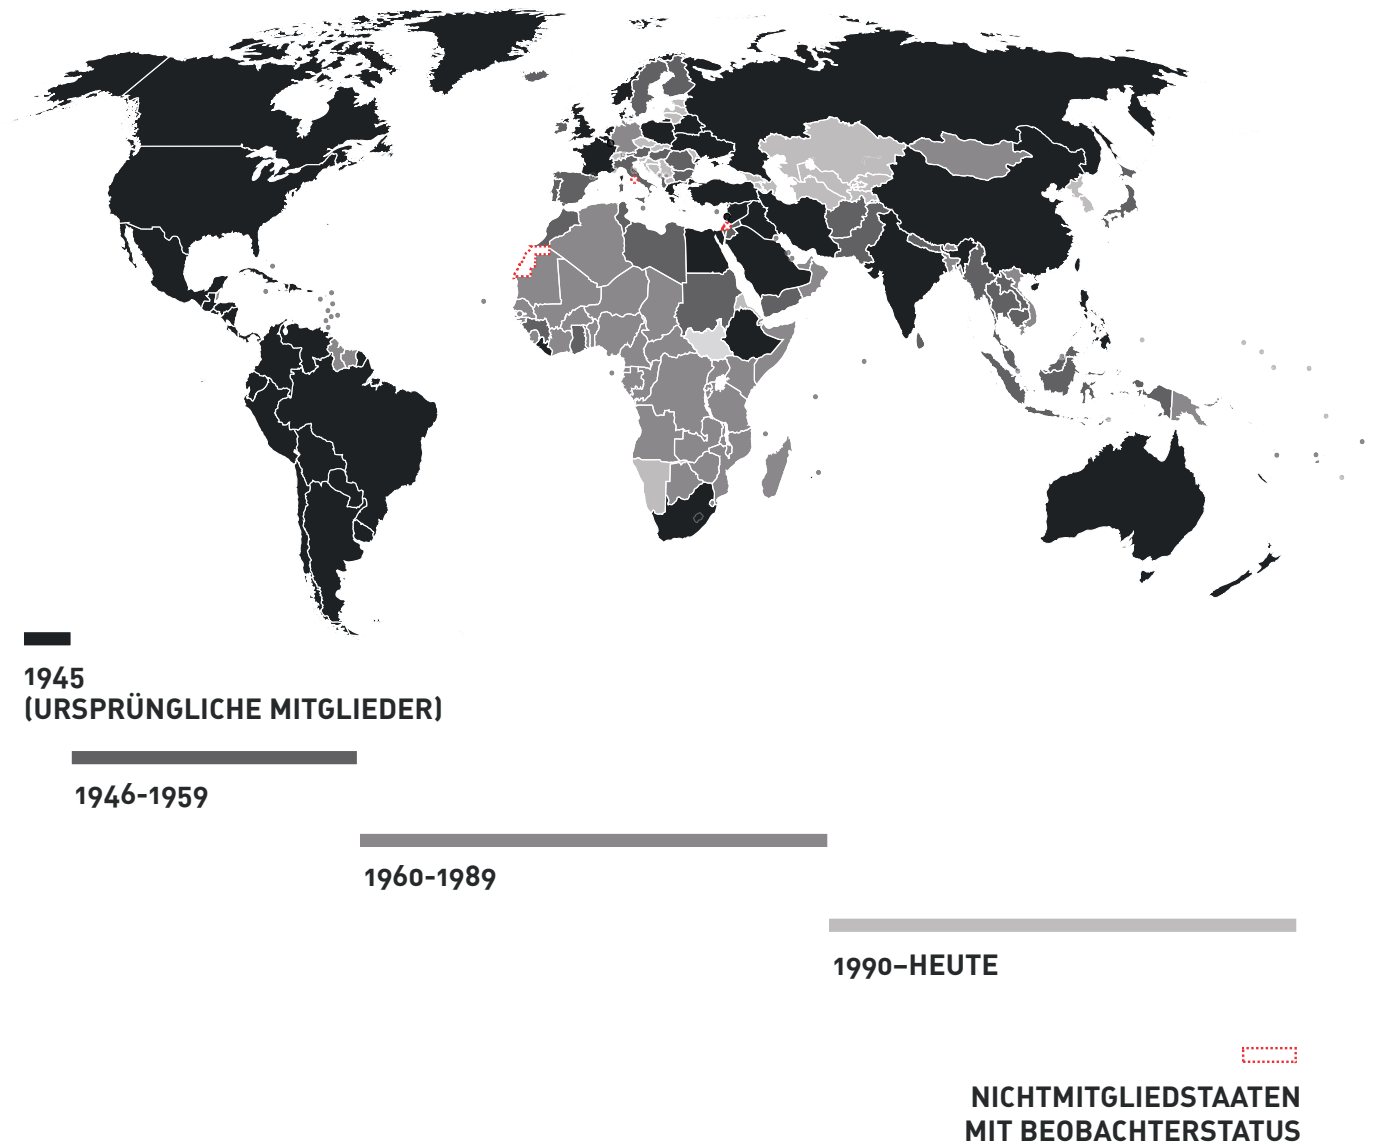 1945
(URSPRÜNGLICHE MITGLIEDER)
1946-1959
1960-1989
1990–HEUTE
NICHTMITGLIEDSTAATEN
MIT BEOBACHTERSTATUS